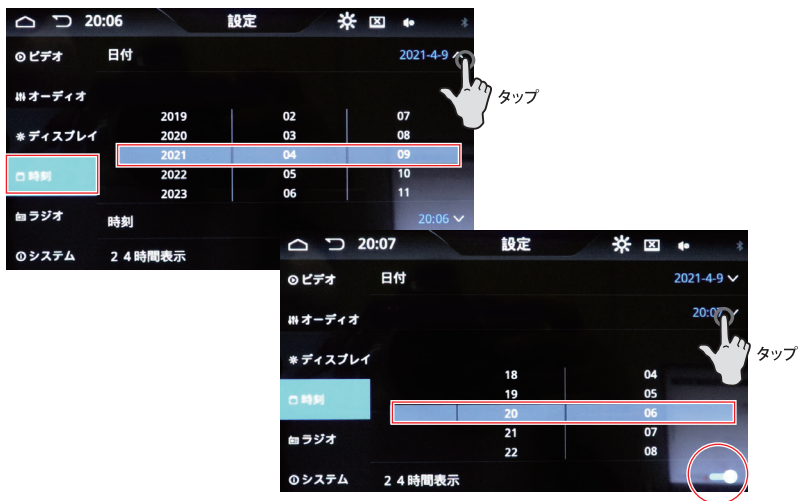 20:06 設定
ビデオ 日付 2021-4-9
タップ
オーディオ
2019 02 07
ディスプレイ 2020 03 08
2021 04 09
時刻 2022 05 10
2023 06 11
ラジオ 時刻 20:06
システム 24時間表示
20:07 設定
ビデオ 日付 2021-4-9
オーディオ 20:07
タップ
ディスプレイ
18 04
19 05
時刻 20 06
ラジオ 21 07
22 08
システム 24時間表示